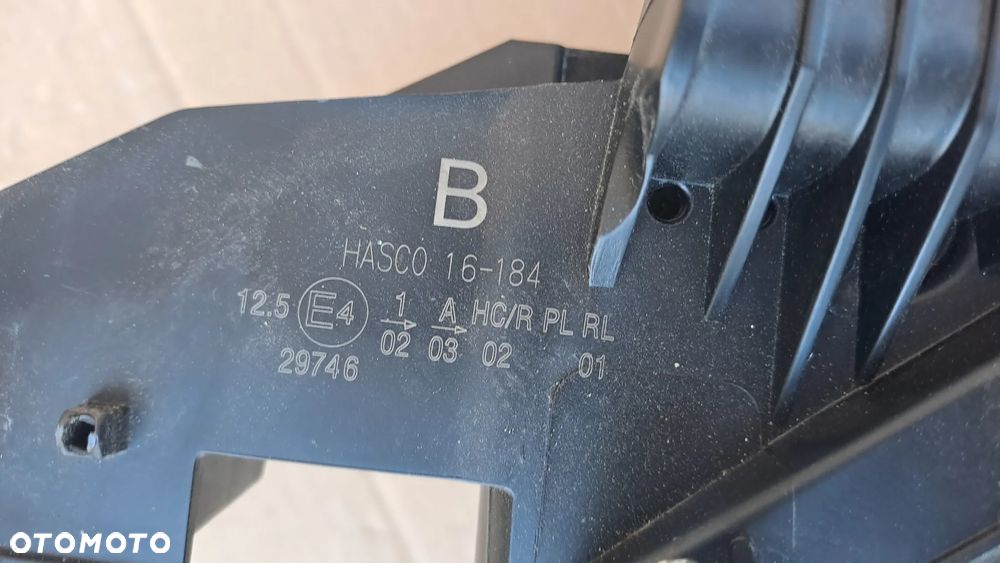 B
HASCO 16-184
12.5 E4 1 A HC/R PL RL
02 03 02 01
29746
OTOMOTO